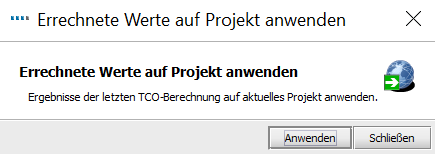 Errechnete Werte auf Projekt anwenden
Errechnete Werte auf Projekt anwenden
Ergebnisse der letzten TCO-Berechnung auf aktuelles Projekt anwenden.
Anwenden
Schließen